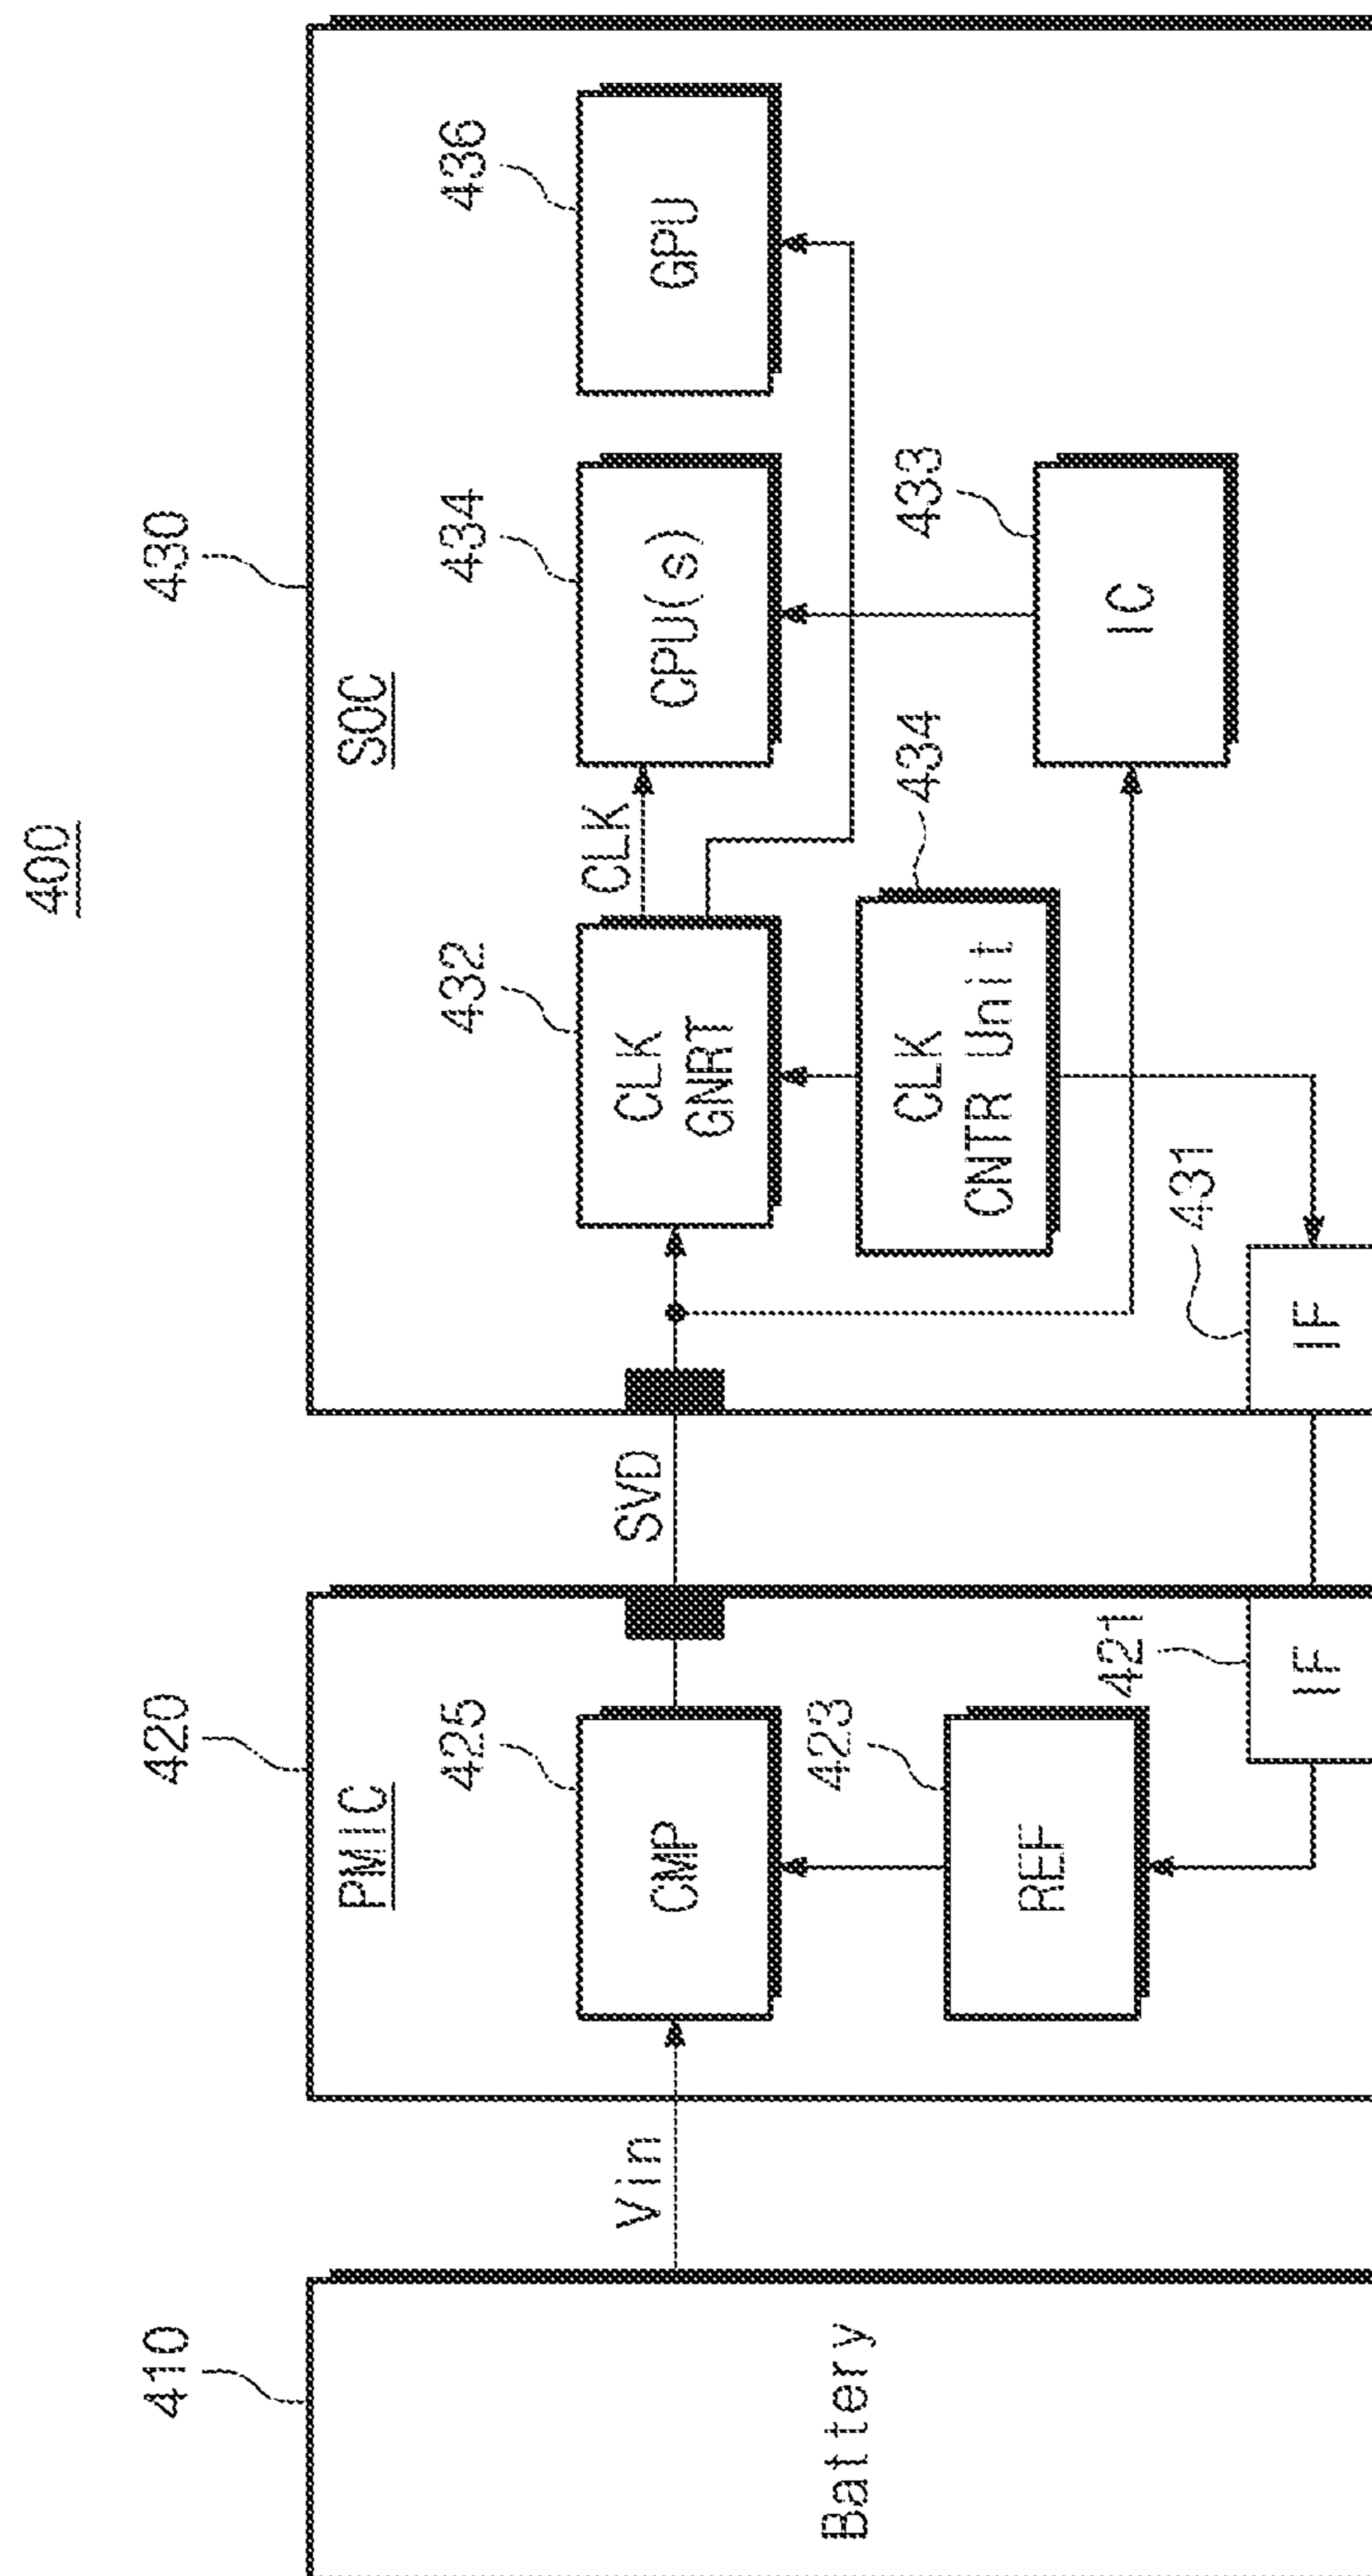 400
410
Battery
Vin
420
PMIC
425
CMP
423
REF
421
IF
SVD
430
SOC
432
CLK
GNRT
CLK
434
CPU(s)
436
GPU
434
CLK
CNTR Unit
433
IC
431
IF